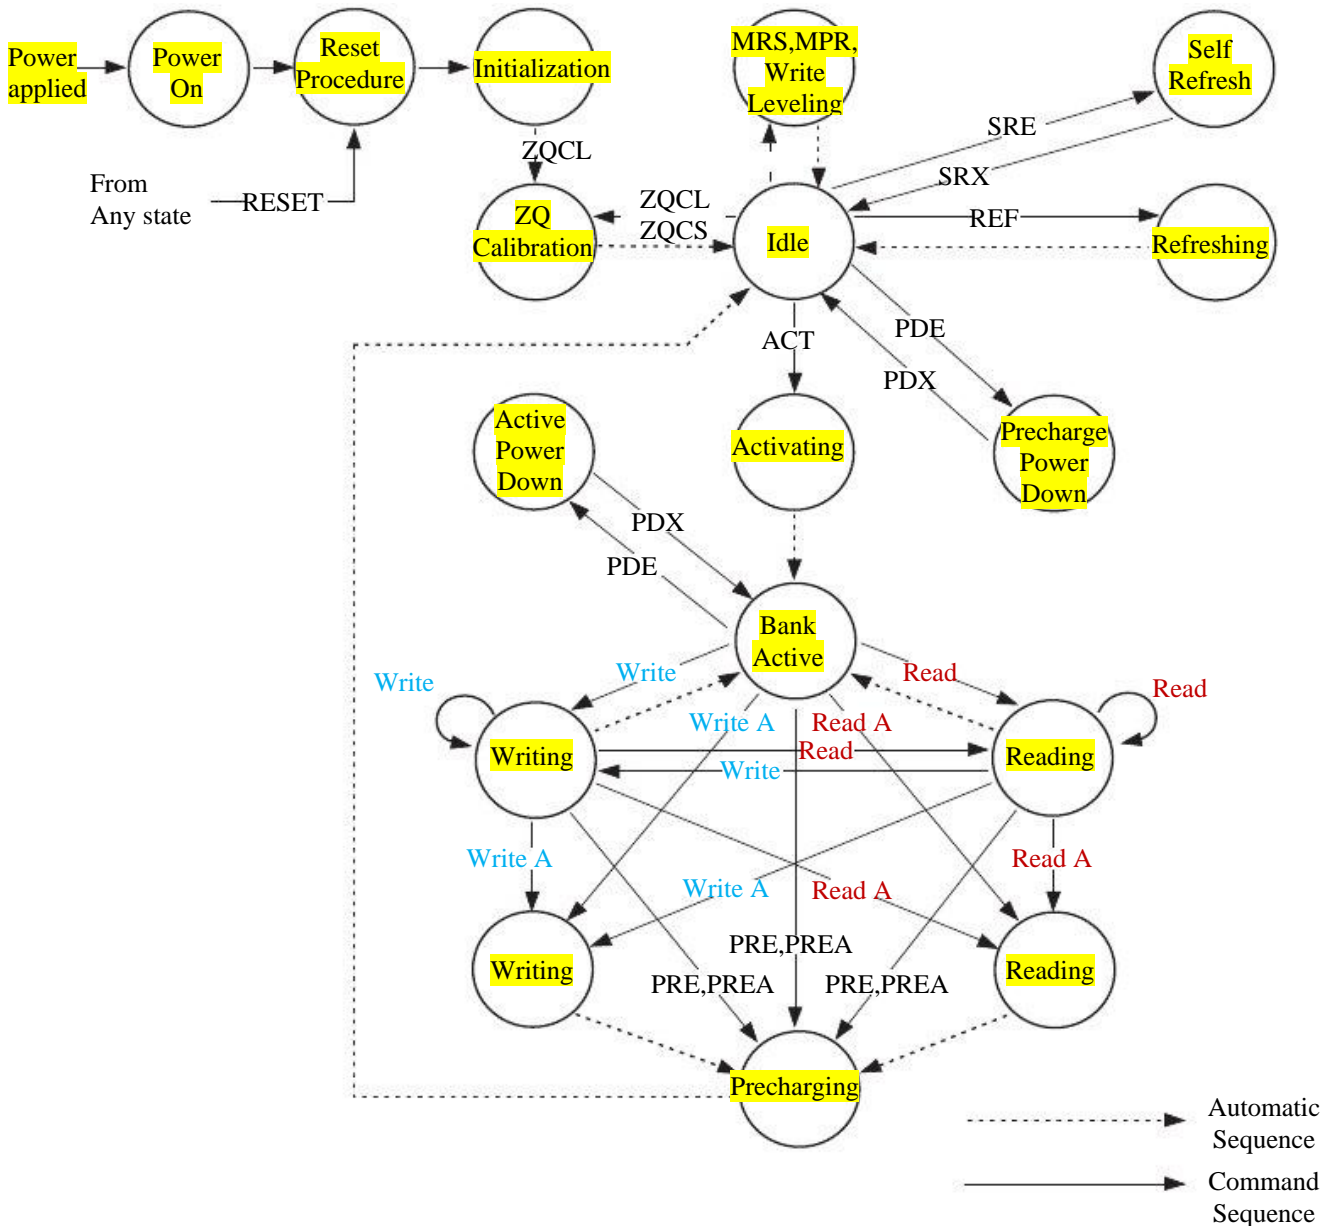 Power
applied
Power
On
Reset
Procedure
Initialization
MRS,MPR,
Write
Leveling
Self
Refresh
From
Any state
RESET
ZQCL
ZQ
Calibration
ZQCL
ZQCS
Idle
SRE
SRX
REF
Refreshing
ACT
PDE
PDX
Active
Power
Down
Activating
Precharge
Power
Down
PDX
PDE
Bank
Active
Write
Write
Read
Read
Write A
Read A
Writing
Read
Write
Reading
Write A
Write A
Read A
Read A
Writing
PRE,PREA
PRE,PREA
PRE,PREA
Reading
Precharging
Automatic
Sequence
Command
Sequence